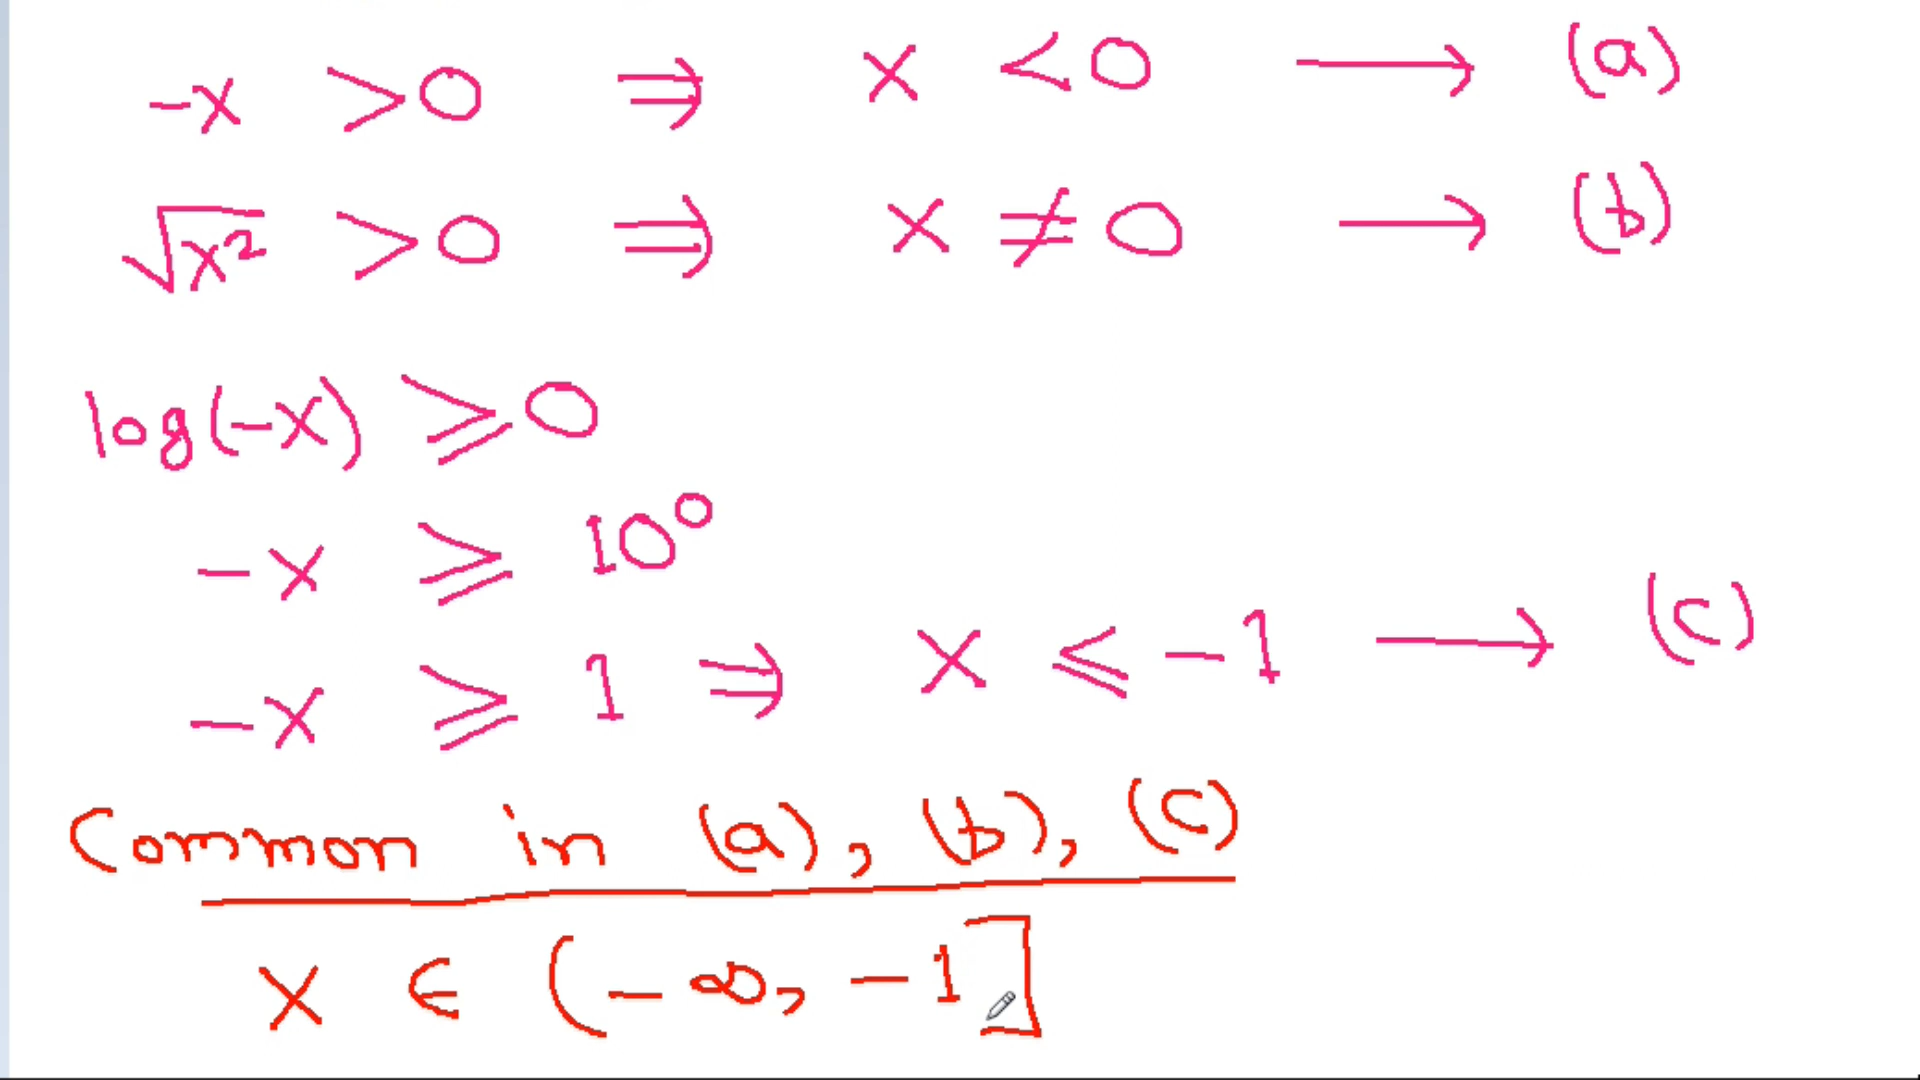 -x > 0 ⇒ x < 0 ⟶ (a)
√x² > 0 ⇒ x ≠ 0 ⟶ (b)
log(-x) ⩾ 0
-x ⩾ 10⁰
-x ⩾ 1 ⇒ x ⩽ -1 ⟶ (c)
Common in (a), (b), (c)
x ∈ (-∞, -1]